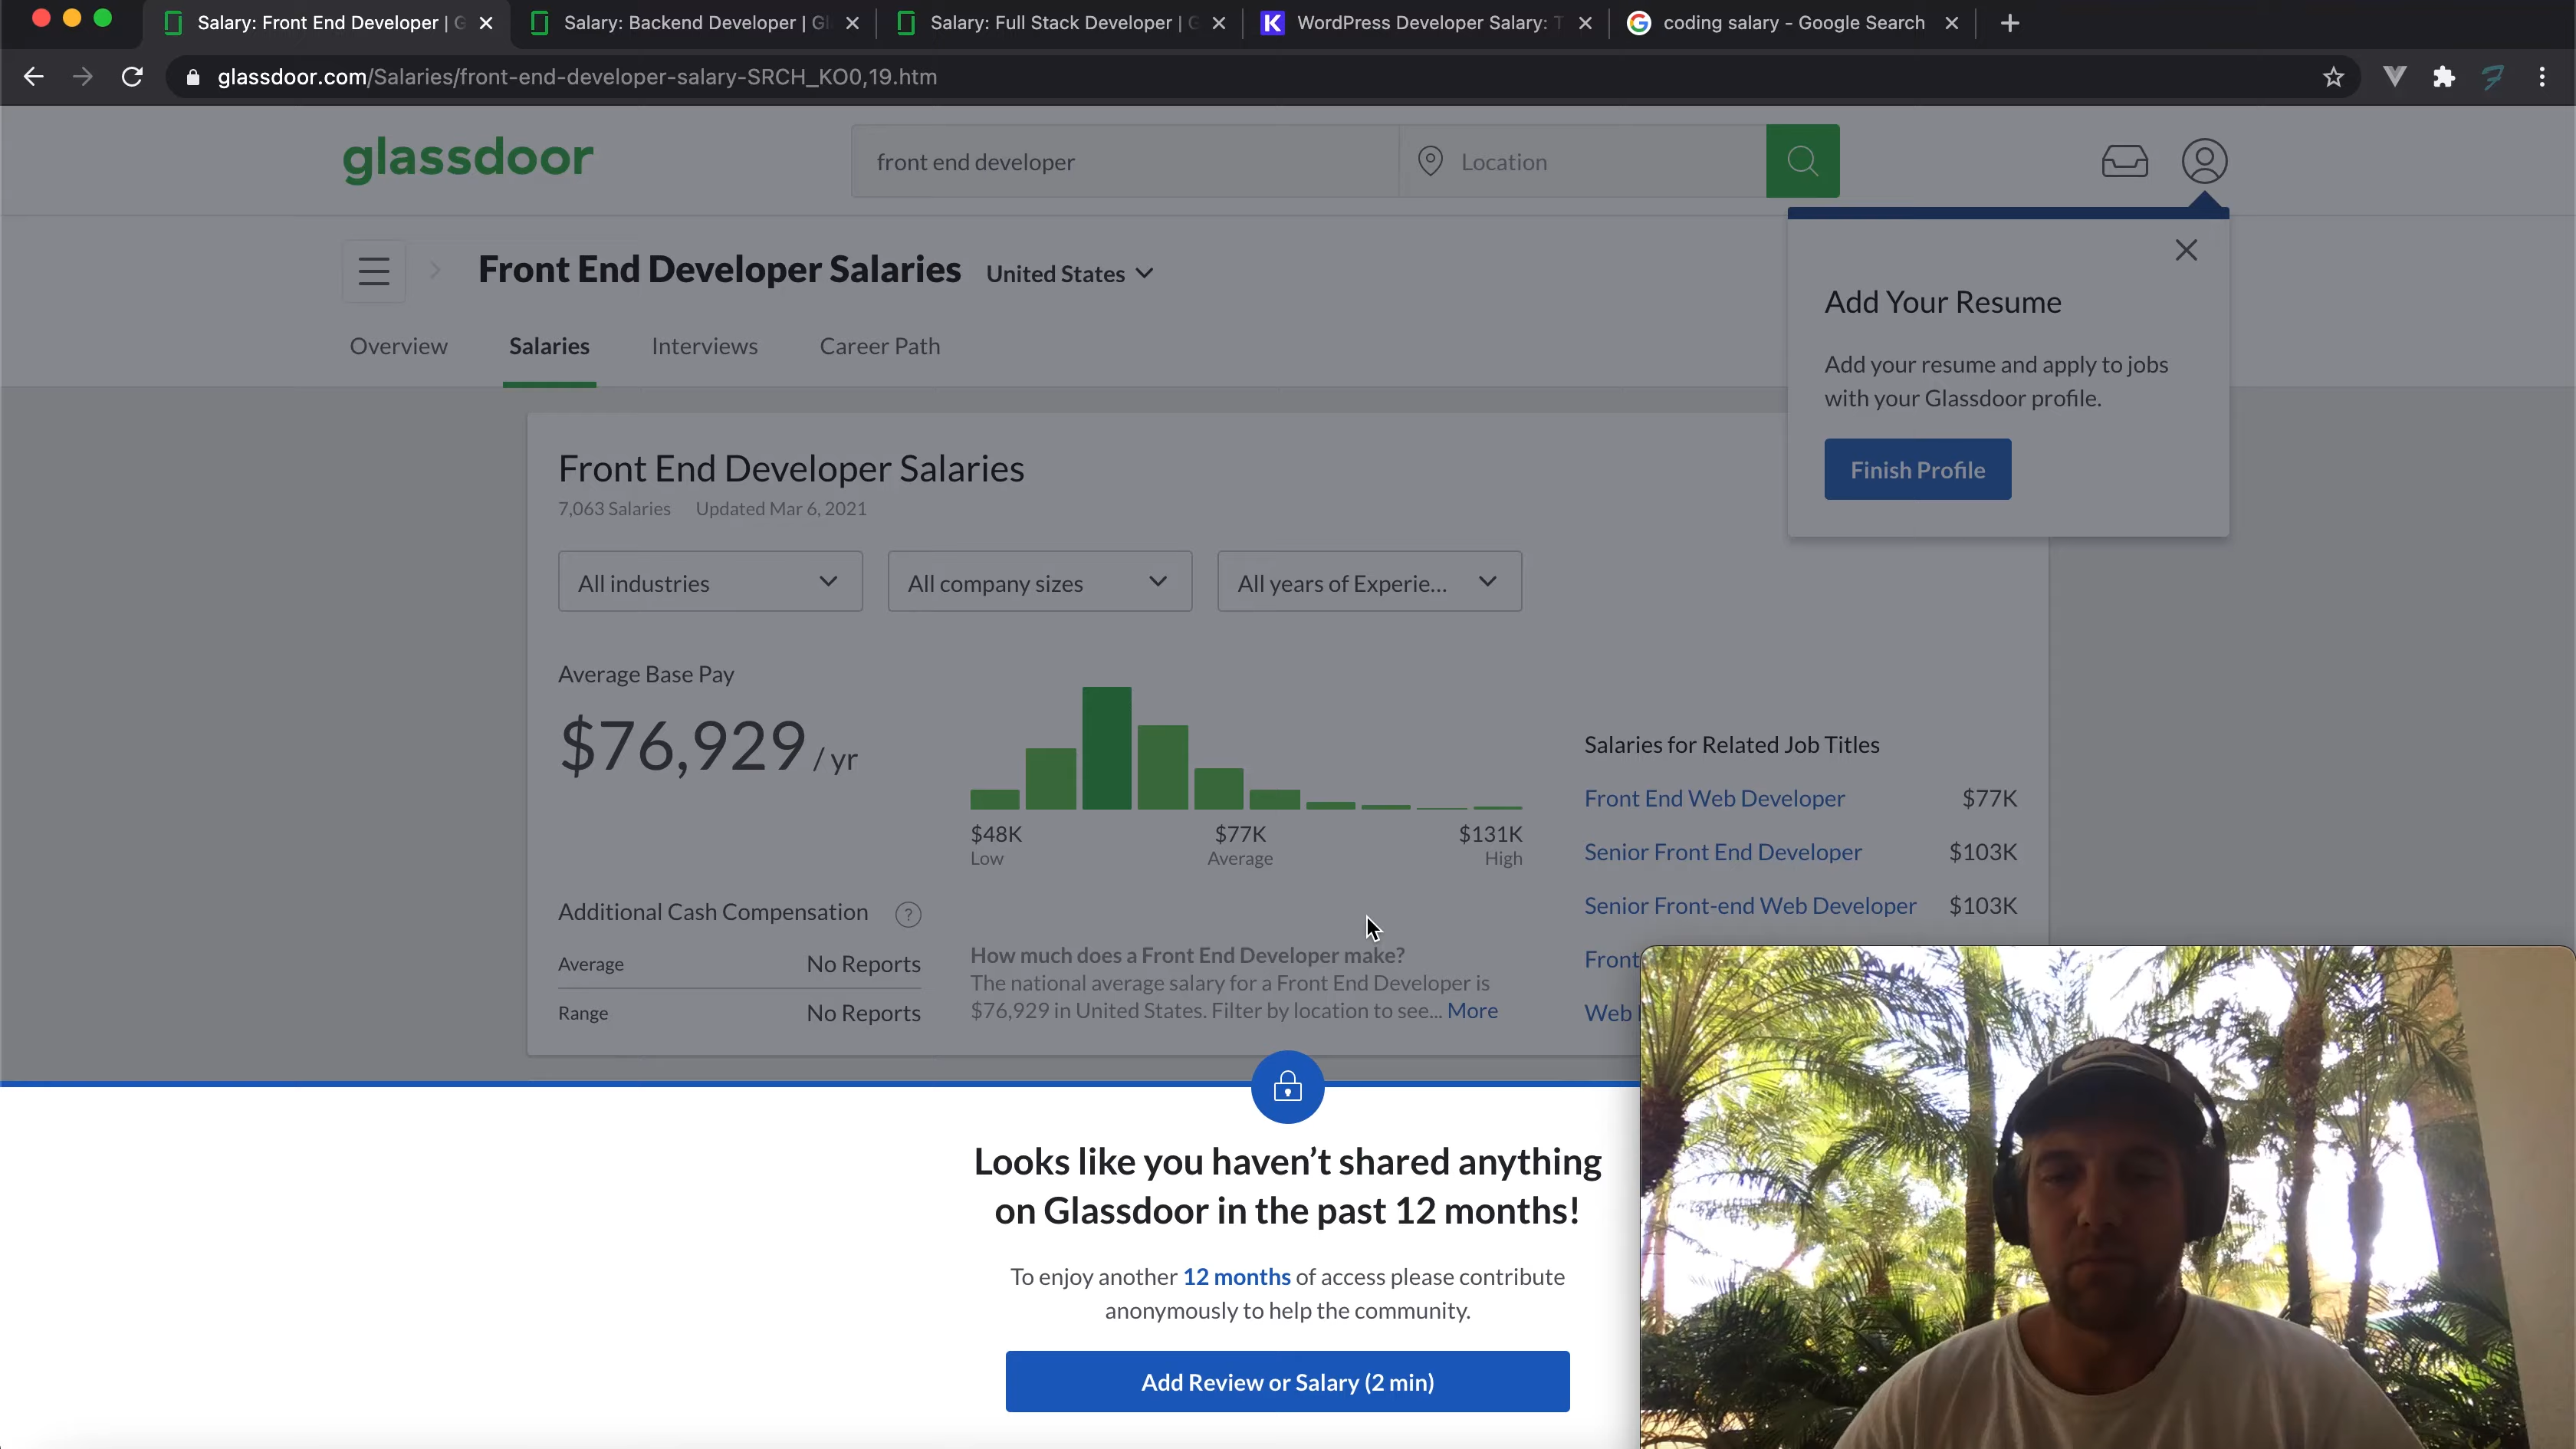 Salary: Front End Developer | G
Salary: Backend Developer | Gl
Salary: Full Stack Developer | G
WordPress Developer Salary: T
coding salary - Google Search
glassdoor.com/Salaries/front-end-developer-salary-SRCH_KO0,19.htm
glassdoor
front end developer
Location
Front End Developer Salaries
United States
Overview
Salaries
Interviews
Career Path
Add Your Resume
Add your resume and apply to jobs
with your Glassdoor profile.
Finish Profile
Front End Developer Salaries
7,063 Salaries Updated Mar 6, 2021
All industries
All company sizes
All years of Experie...
Average Base Pay
$76,929 / yr
$48K
Low
$77K
Average
$131K
High
Additional Cash Compensation ?
Average No Reports
Range No Reports
How much does a Front End Developer make?
The national average salary for a Front End Developer is
$76,929 in United States. Filter by location to see... More
Salaries for Related Job Titles
Front End Web Developer $77K
Senior Front End Developer $103K
Senior Front-end Web Developer $103K
Front
Web
Looks like you haven't shared anything
on Glassdoor in the past 12 months!
To enjoy another 12 months of access please contribute
anonymously to help the community.
Add Review or Salary (2 min)